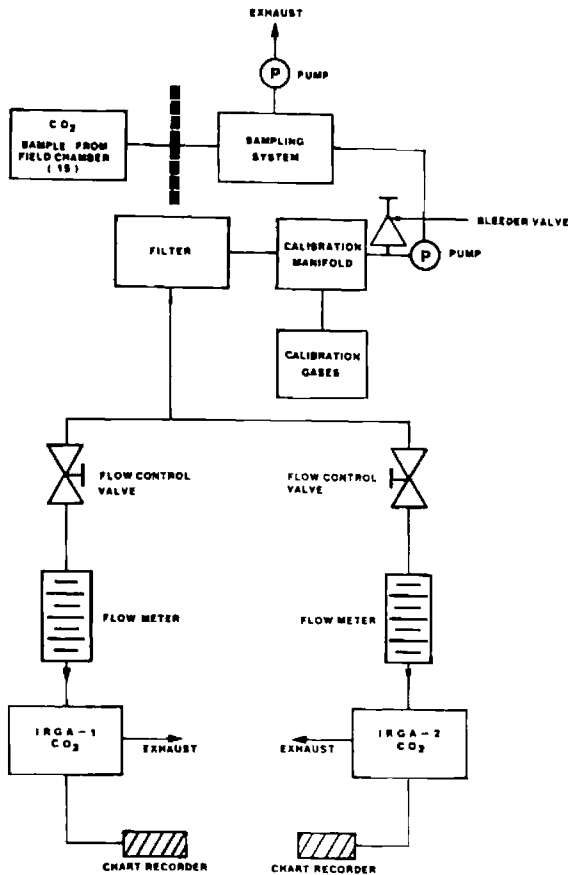 EXHAUST
P
PUMP
CO2
SAMPLE FROM
FIELD CHAMBER
(15)
SAMPLING
SYSTEM
BLEEDER VALVE
FILTER
CALIBRATION
MANIFOLD
P
PUMP
CALIBRATION
GASES
FLOW CONTROL
VALVE
FLOW CONTROL
VALVE
FLOW METER
FLOW METER
IRGA-1
CO2
EXHAUST
EXHAUST
IRGA-2
CO2
CHART RECORDER
CHART RECORDER